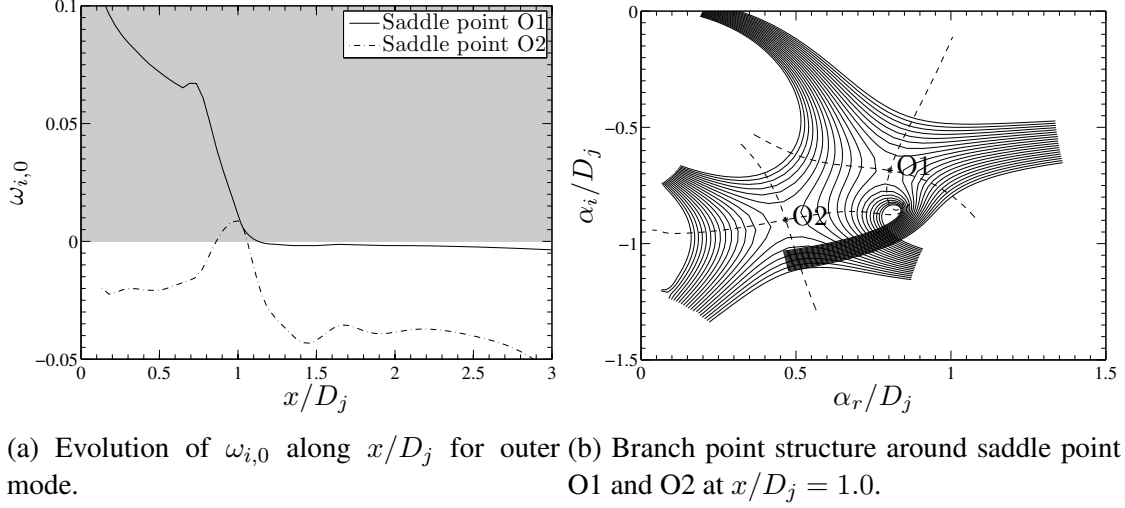 0.1
0.05
0
−0.05
ω_{i,0}
0 0.5 1 1.5 2 2.5 3
x/D_j
Saddle point O1
Saddle point O2
0
−0.5
−1
−1.5
α_i/D_j
0 0.5 1 1.5
α_r/D_j
O1
O2
(a) Evolution of ω_{i,0} along x/D_j for outer
mode.
(b) Branch point structure around saddle point
O1 and O2 at x/D_j = 1.0.